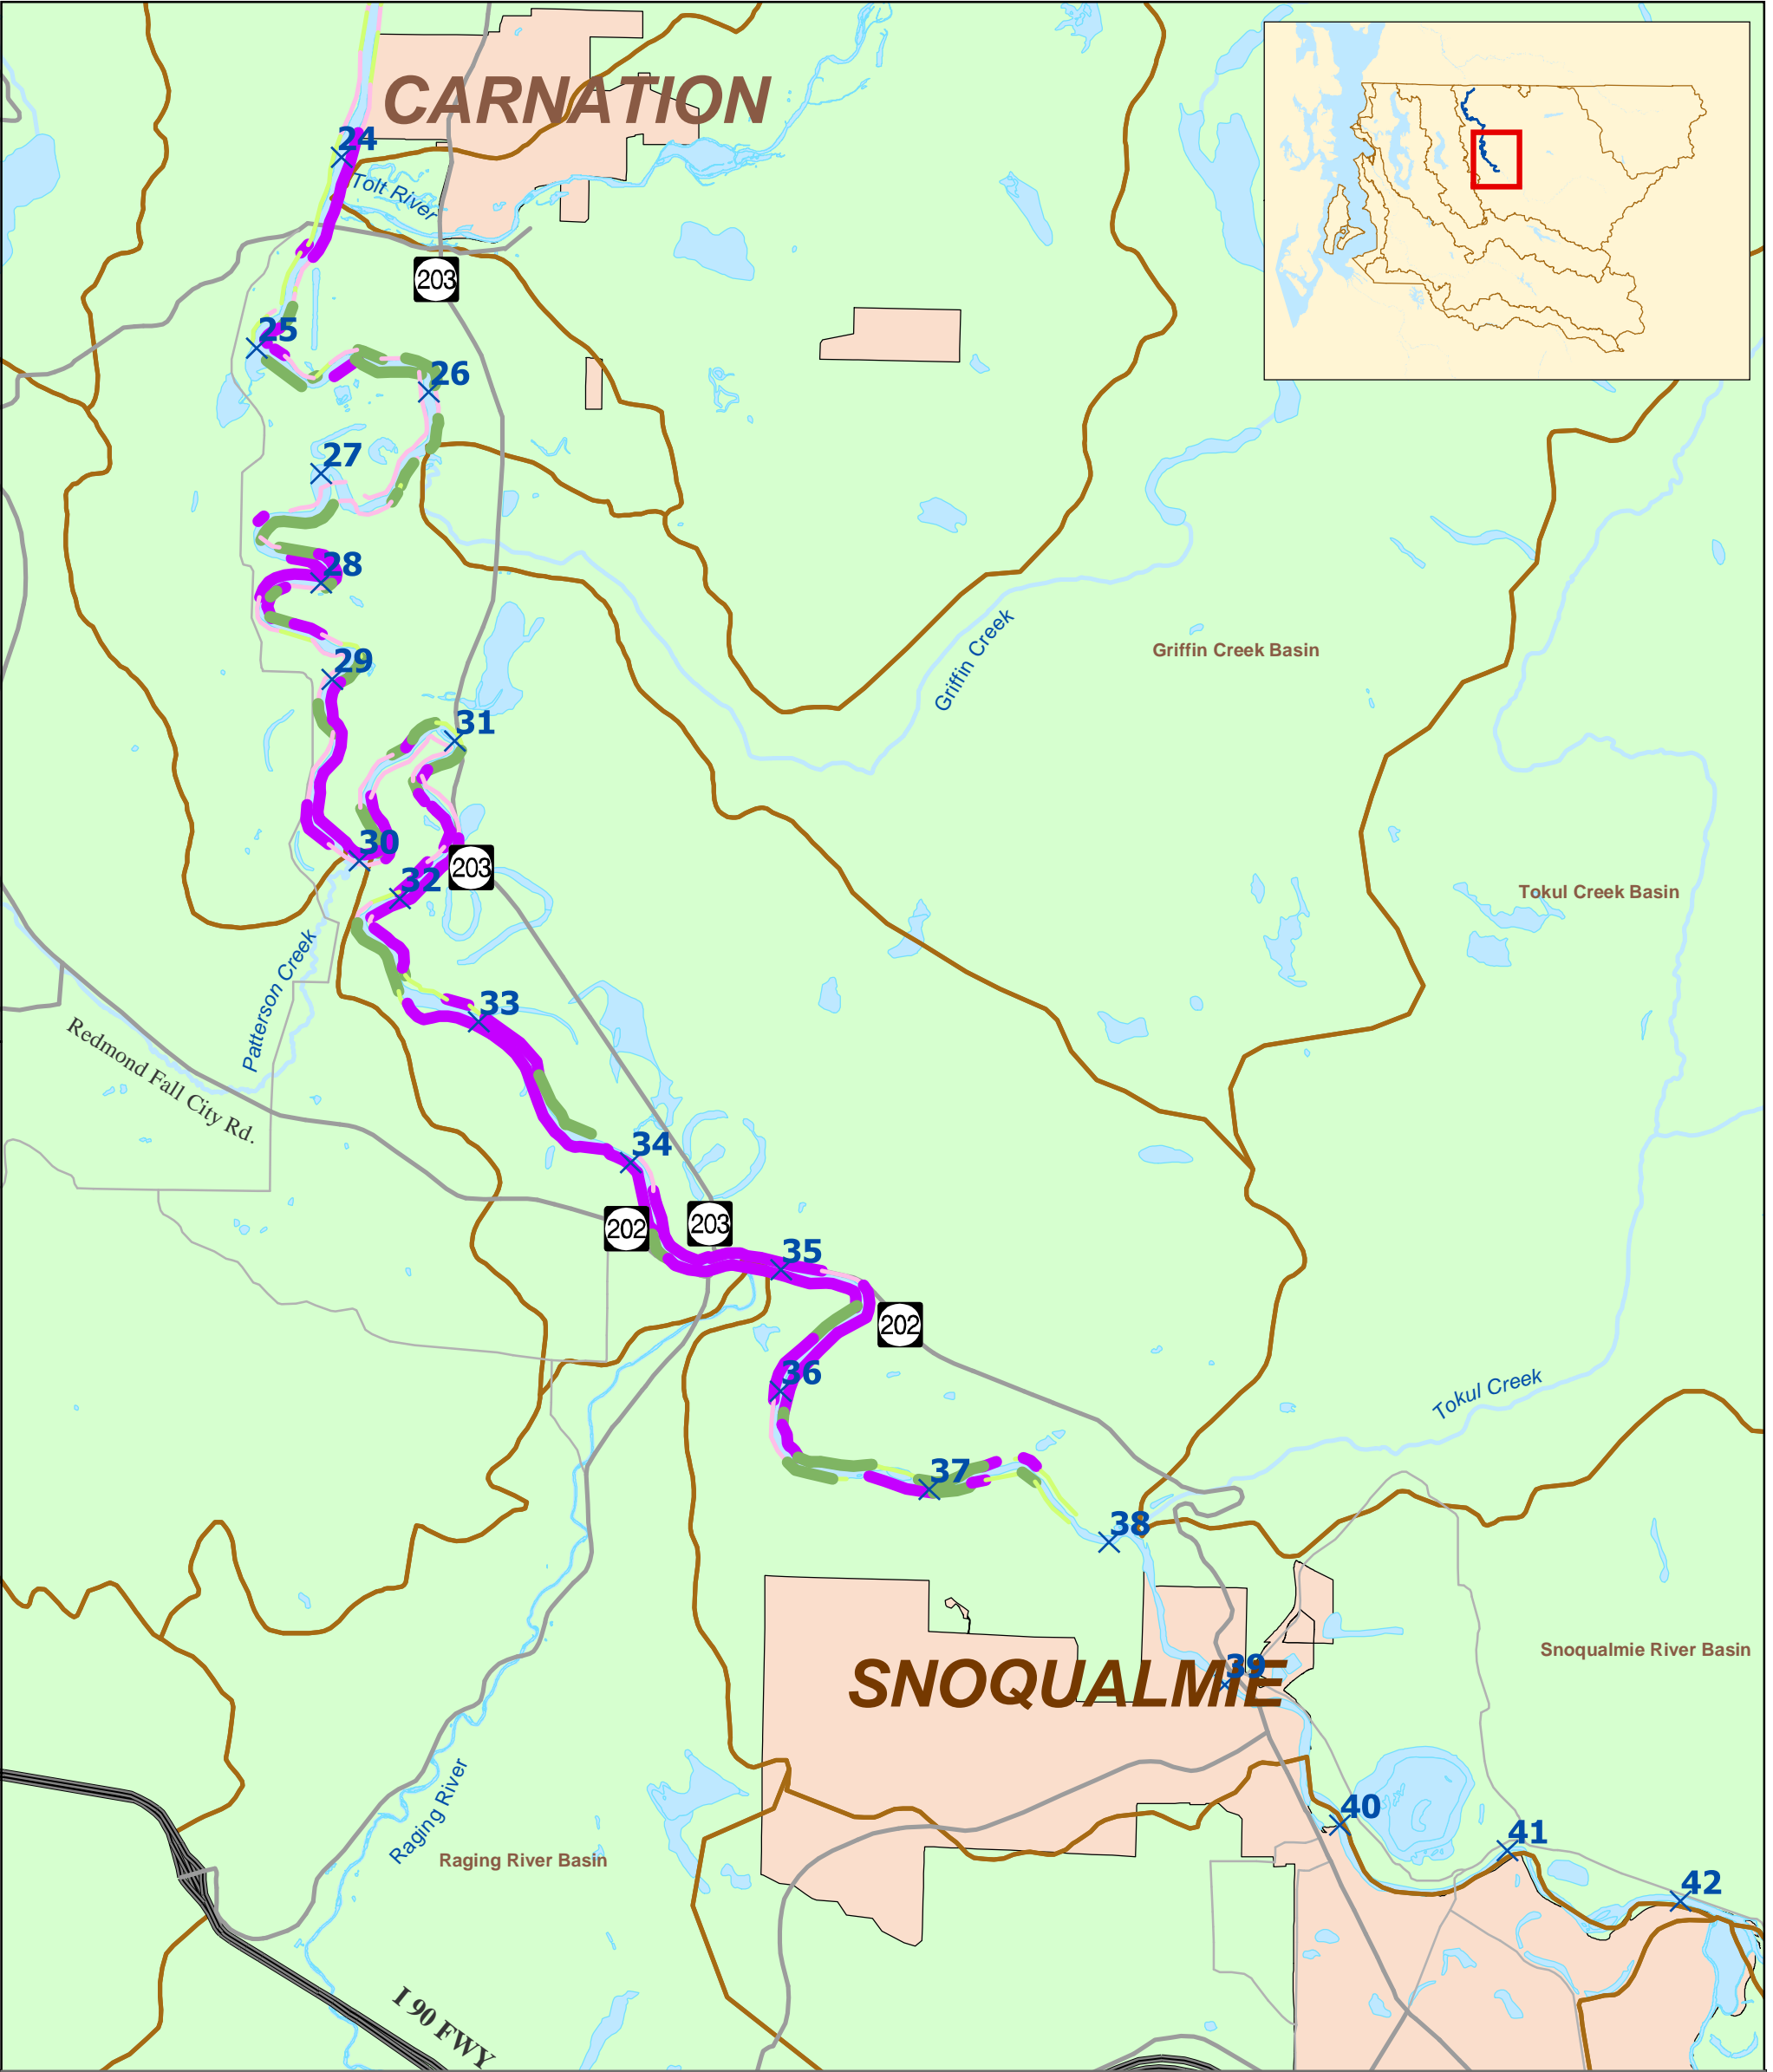 CARNATION
24
Tolt River
203
25
26
27
28
Griffin Creek
Griffin Creek Basin
29
31
30
203
32
Tokul Creek Basin
Patterson Creek
33
Redmond Fall City Rd.
34
202
203
35
202
36
Tokul Creek
37
38
Snoqualmie River Basin
SNOQUALMIE
39
Raging River
40
41
Raging River Basin
42
I 90 FWY